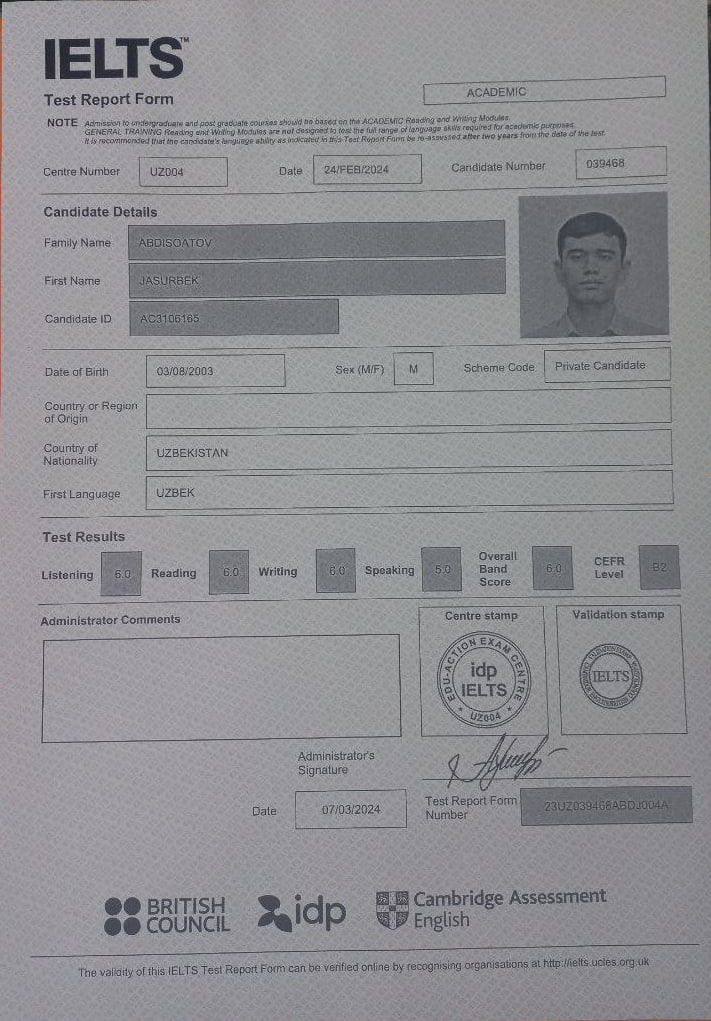 IELTS™
Test Report Form
ACADEMIC
NOTE Admission to undergraduate and post graduate courses should be based on the ACADEMIC Reading and Writing Modules.
GENERAL TRAINING Reading and Writing Modules are not designed to test the full range of language skills required for academic purposes.
It is recommended that the candidate's language ability as indicated in this Test Report Form be re-assessed after two years from the date of the test.
Centre Number UZ004 Date 24/FEB/2024 Candidate Number 039468
Candidate Details
Family Name ABDISOATOV
First Name JASURBEK
Candidate ID AC3106165
Date of Birth 03/08/2003 Sex (M/F) M Scheme Code Private Candidate
Country or Region
of Origin
Country of
Nationality UZBEKISTAN
First Language UZBEK
Test Results
Listening 6.0 Reading 6.0 Writing 6.0 Speaking 5.0 Overall Band Score 6.0 CEFR Level B2
Administrator Comments
Centre stamp
Validation stamp
EDU-ACTION EXAM CENTRE
idp
IELTS
UZ004
IELTS
Administrator's
Signature
Date 07/03/2024
Test Report Form
Number 23UZ039468ABDJ004A
BRITISH
COUNCIL
idp
Cambridge Assessment
English
The validity of this IELTS Test Report Form can be verified online by recognising organisations at http://ielts.ucles.org.uk